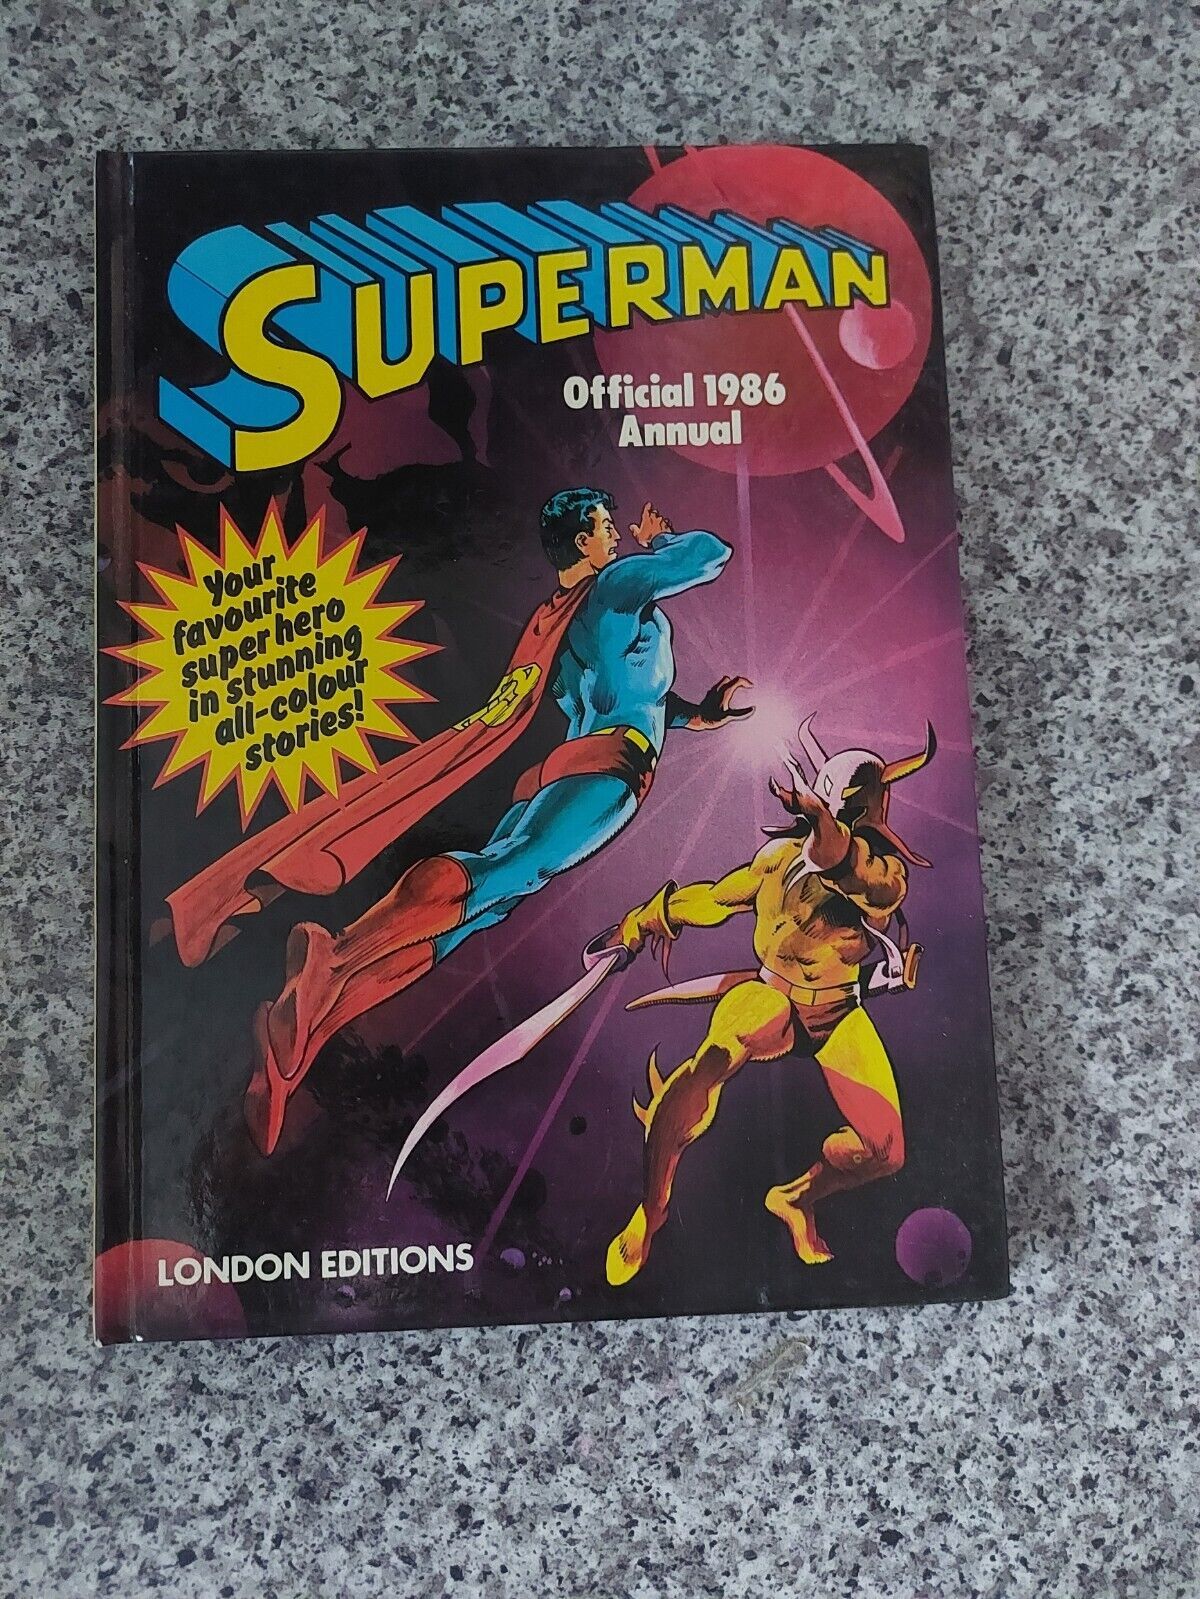 SUPERMAN
Official 1986
Annual
Your
favourite
super hero
in stunning
all-colour
stories!
LONDON EDITIONS